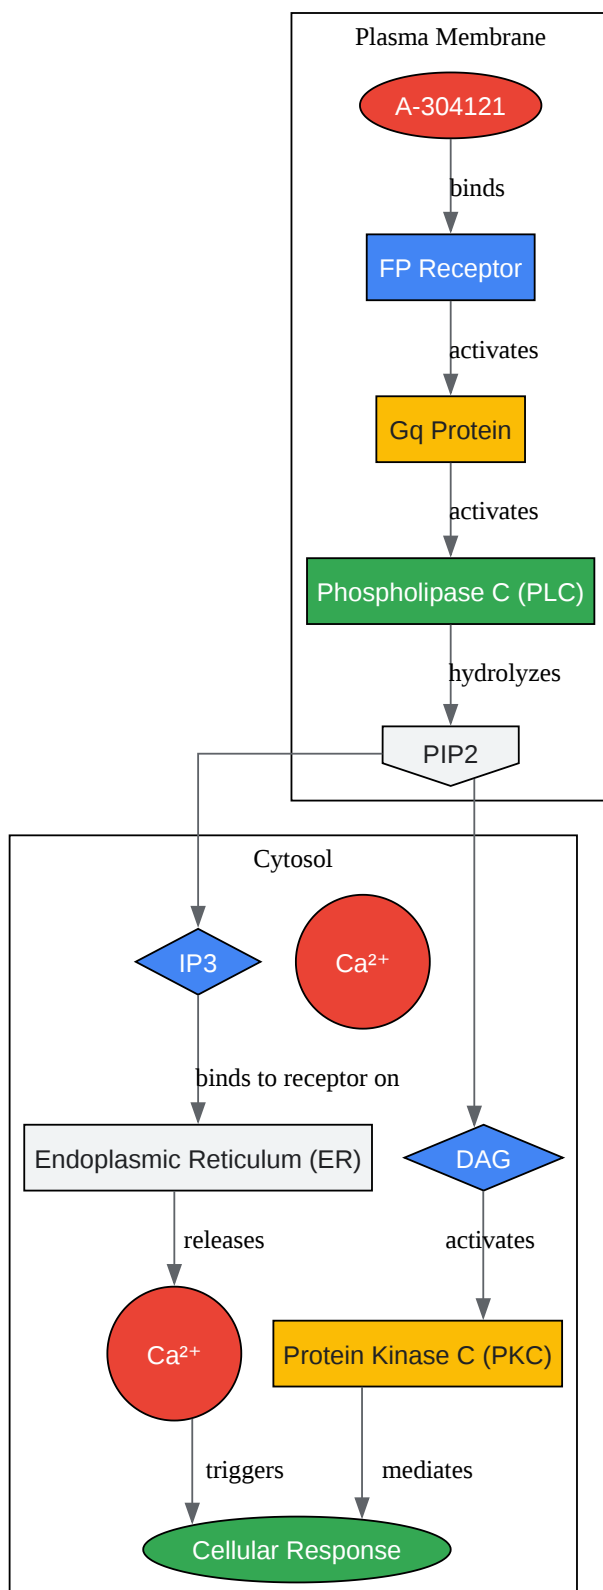 Plasma Membrane
A-304121
binds
FP Receptor
activates
Gq Protein
activates
Phospholipase C (PLC)
hydrolyzes
PIP2
Cytosol
IP3
Ca²⁺
binds to receptor on
Endoplasmic Reticulum (ER)
DAG
releases
activates
Ca²⁺
Protein Kinase C (PKC)
triggers
mediates
Cellular Response